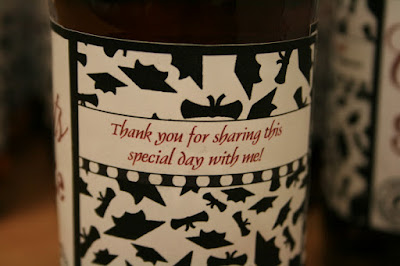 Thank you for sharing this
special day with me!